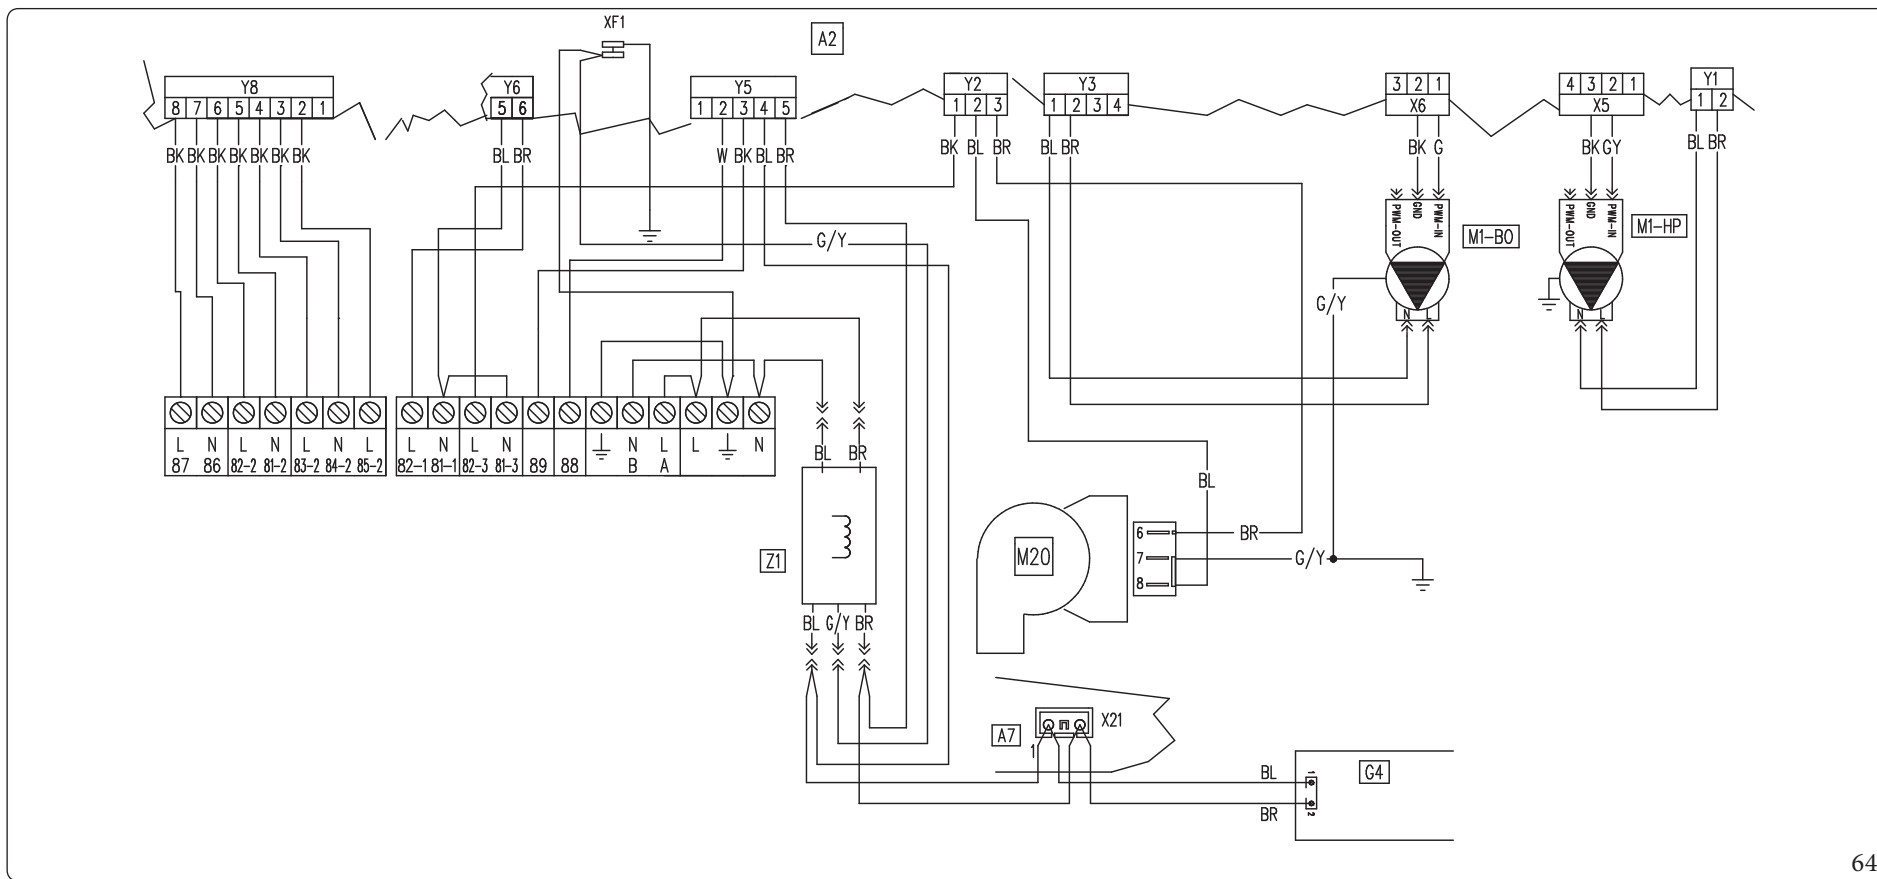 XF1
A2
Y8
8 7 6 5 4 3 2 1
Y6
5 6
Y5
1 2 3 4 5
Y2
1 2 3
Y3
1 2 3 4
3 2 1
X6
4 3 2 1
X5
Y1
1 2
BK BK BK BK BK BK BK
BL BR
W BK BL BR
BK BL BR
BL BR
BK G
BK GY
BL BR
PWM-OUT
GND
PWM-IN
M1-BO
PWM-OUT
GND
PWM-IN
M1-HP
G/Y
G/Y
N L
N L
L N L N L N L
87 86 82-2 81-2 83-2 84-2 85-2
L N L N
82-1 81-1 82-3 81-3 89 88
N L L N
B A
BL BR
BL
Z1
M20
6
7
8
BR
G/Y
BL G/Y BR
A7
X21
1
G4
BL
1
BR
2
64